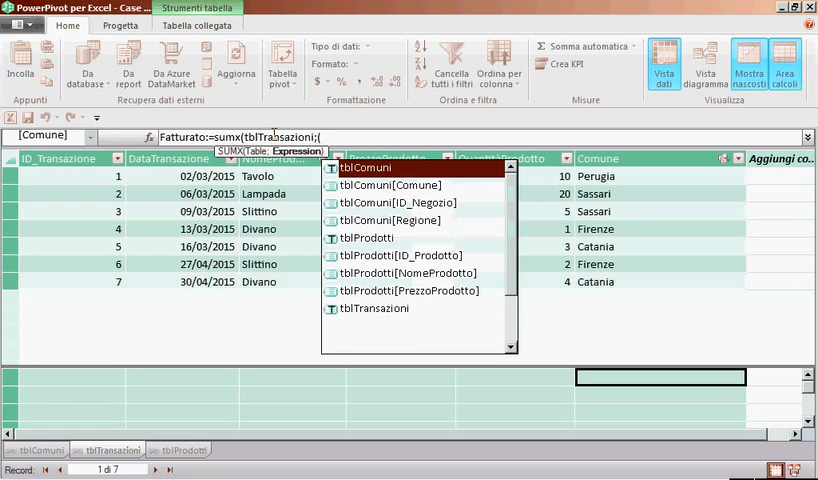 PowerPivot per Excel - Case ...
Strumenti tabella
Home
Progetta
Tabella collegata
Incolla
Appunti
Da database
Da report
Da Azure DataMarket
Recupera dati esterni
Aggiorna
Tabella pivot
Tipo di dati:
Formato:
$ % ,
Formattazione
Cancella tutti i filtri
Ordina per colonna
Ordina e filtra
Somma automatica
Crea KPI
Misure
Vista dati
Vista diagramma
Mostra nascosti
Area calcoli
Visualizza
[Comune]
fx
Fatturato:=sumx(tblTransazioni;(
SUMX(Table; Expression)
ID_Transazione
DataTransazione
Comune
Aggiungi co...
1 02/03/2015 Tavolo 10 Perugia
2 06/03/2015 Lampada 20 Sassari
3 09/03/2015 Slittino 5 Sassari
4 13/03/2015 Divano 1 Firenze
5 16/03/2015 Divano 3 Catania
6 27/04/2015 Slittino 2 Firenze
7 30/04/2015 Divano 4 Catania
tblComuni
tblComuni[Comune]
tblComuni[ID_Negozio]
tblComuni[Regione]
tblProdotti
tblProdotti[ID_Prodotto]
tblProdotti[NomeProdotto]
tblProdotti[PrezzoProdotto]
tblTransazioni
tblComuni
tblTransazioni
tblProdotti
Record:
1 di 7